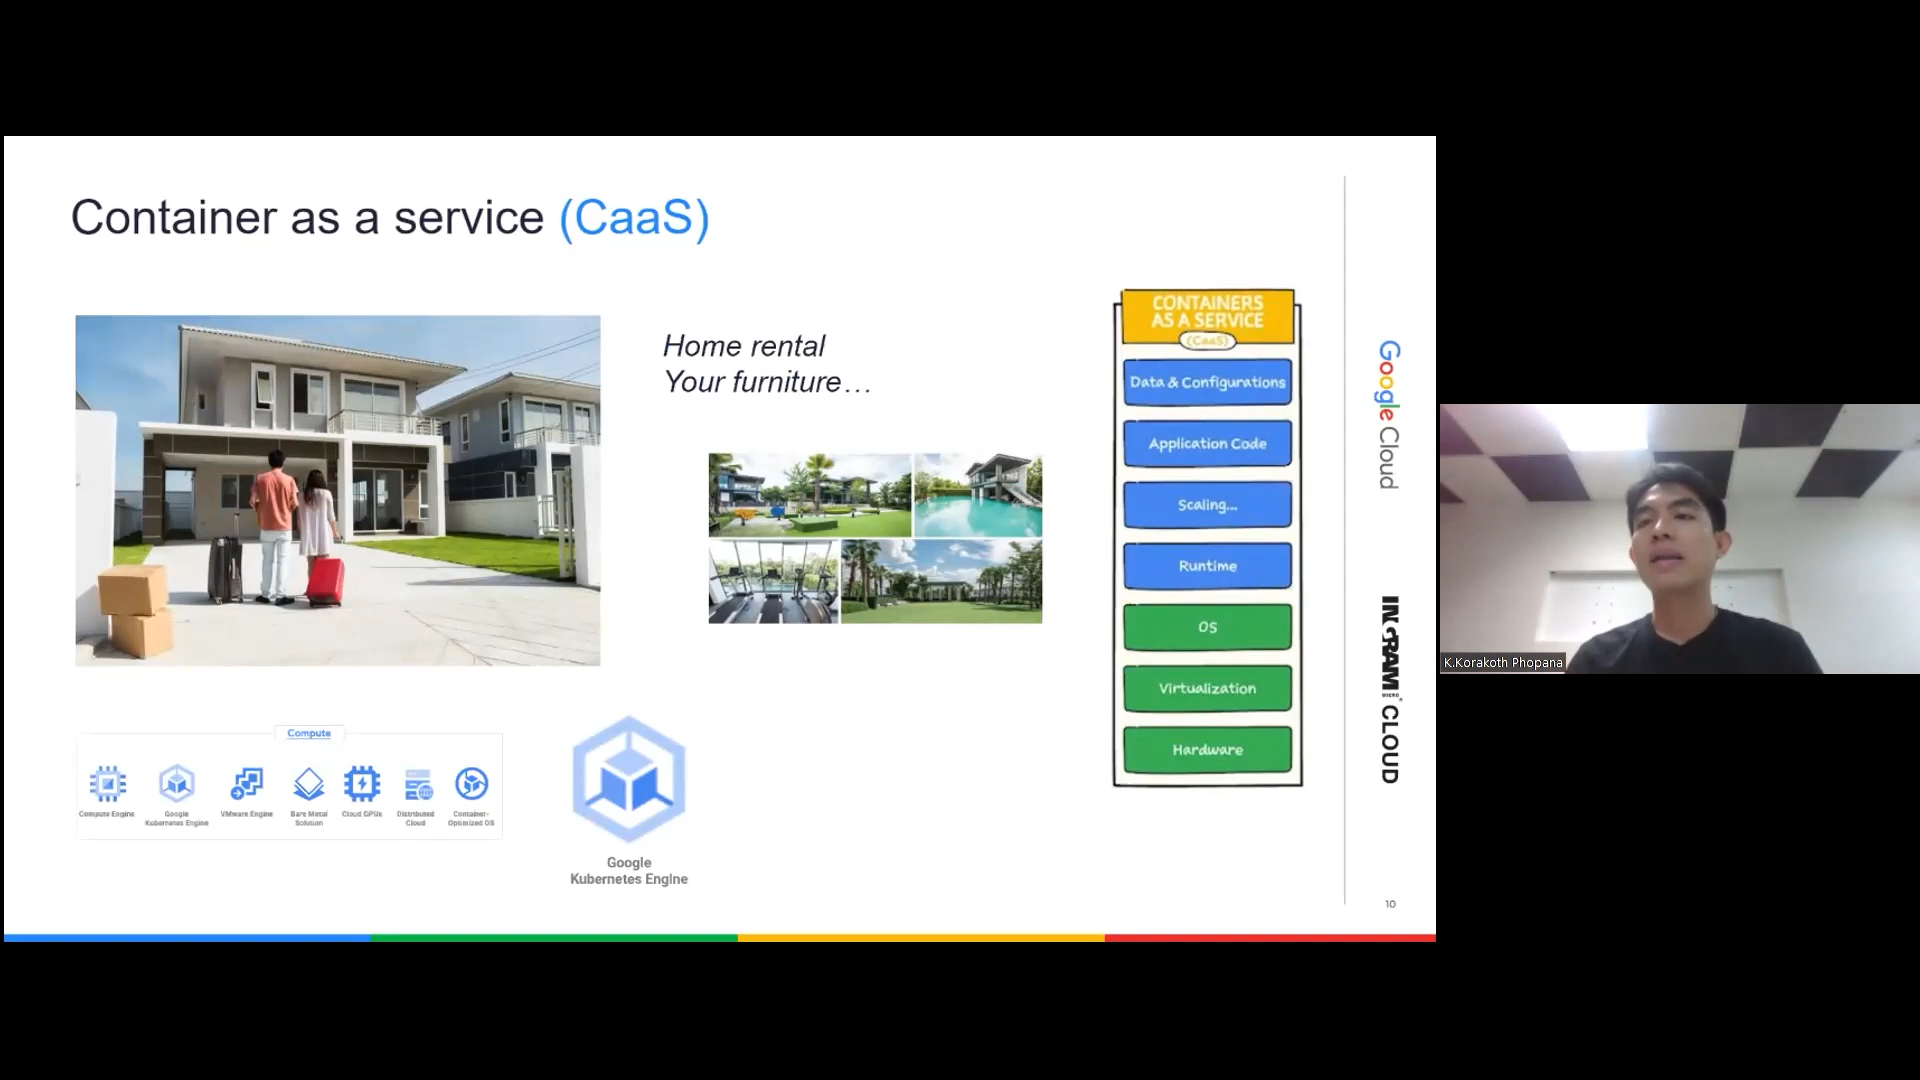 Container as a service (CaaS)
Home rental
Your furniture…
CONTAINERS
AS A SERVICE
(CaaS)
Data & Configurations
Application Code
Scaling...
Runtime
OS
Virtualization
Hardware
Compute
Compute Engine
Google
Kubernetes Engine
VMware Engine
Bare Metal
Solution
Cloud GPUs
Distributed
Cloud
Container-
Optimized OS
Google
Kubernetes Engine
Google Cloud
INGRAM MICRO® CLOUD
10
K.Korakoth Phopana